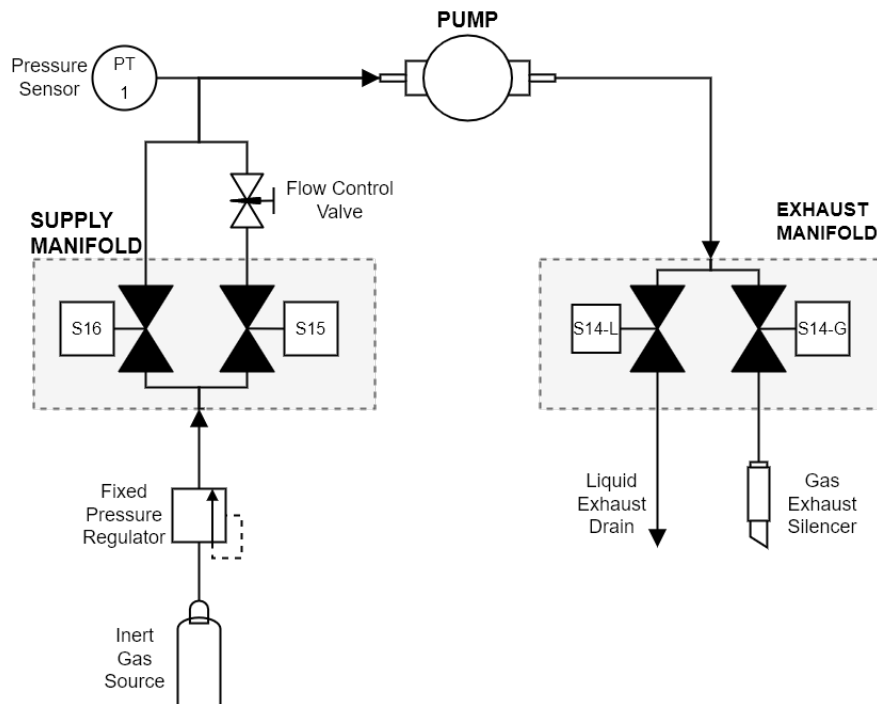 PUMP
Pressure
Sensor
PT
1
Flow Control
Valve
SUPPLY
MANIFOLD
EXHAUST
MANIFOLD
S16
S15
S14-L
S14-G
Fixed
Pressure
Regulator
Liquid
Exhaust
Drain
Gas
Exhaust
Silencer
Inert
Gas
Source